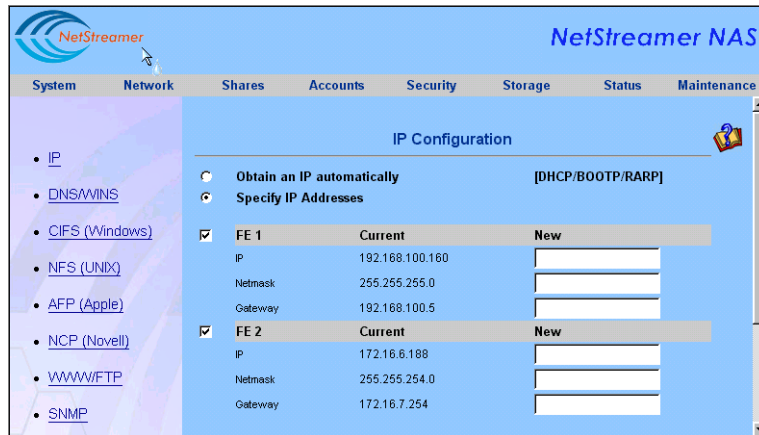 NetStreamer
NetStreamer NAS
System Network Shares Accounts Security Storage Status Maintenance
IP Configuration
Obtain an IP automatically [DHCP/BOOTP/RARP]
Specify IP Addresses
FE 1 Current New
IP 192.168.100.160
Netmask 255.255.255.0
Gateway 192.168.100.5
FE 2 Current New
IP 172.16.6.188
Netmask 255.255.254.0
Gateway 172.16.7.254
IP
DNS/WINS
CIFS (Windows)
NFS (UNIX)
AFP (Apple)
NCP (Novell)
WWW/FTP
SNMP